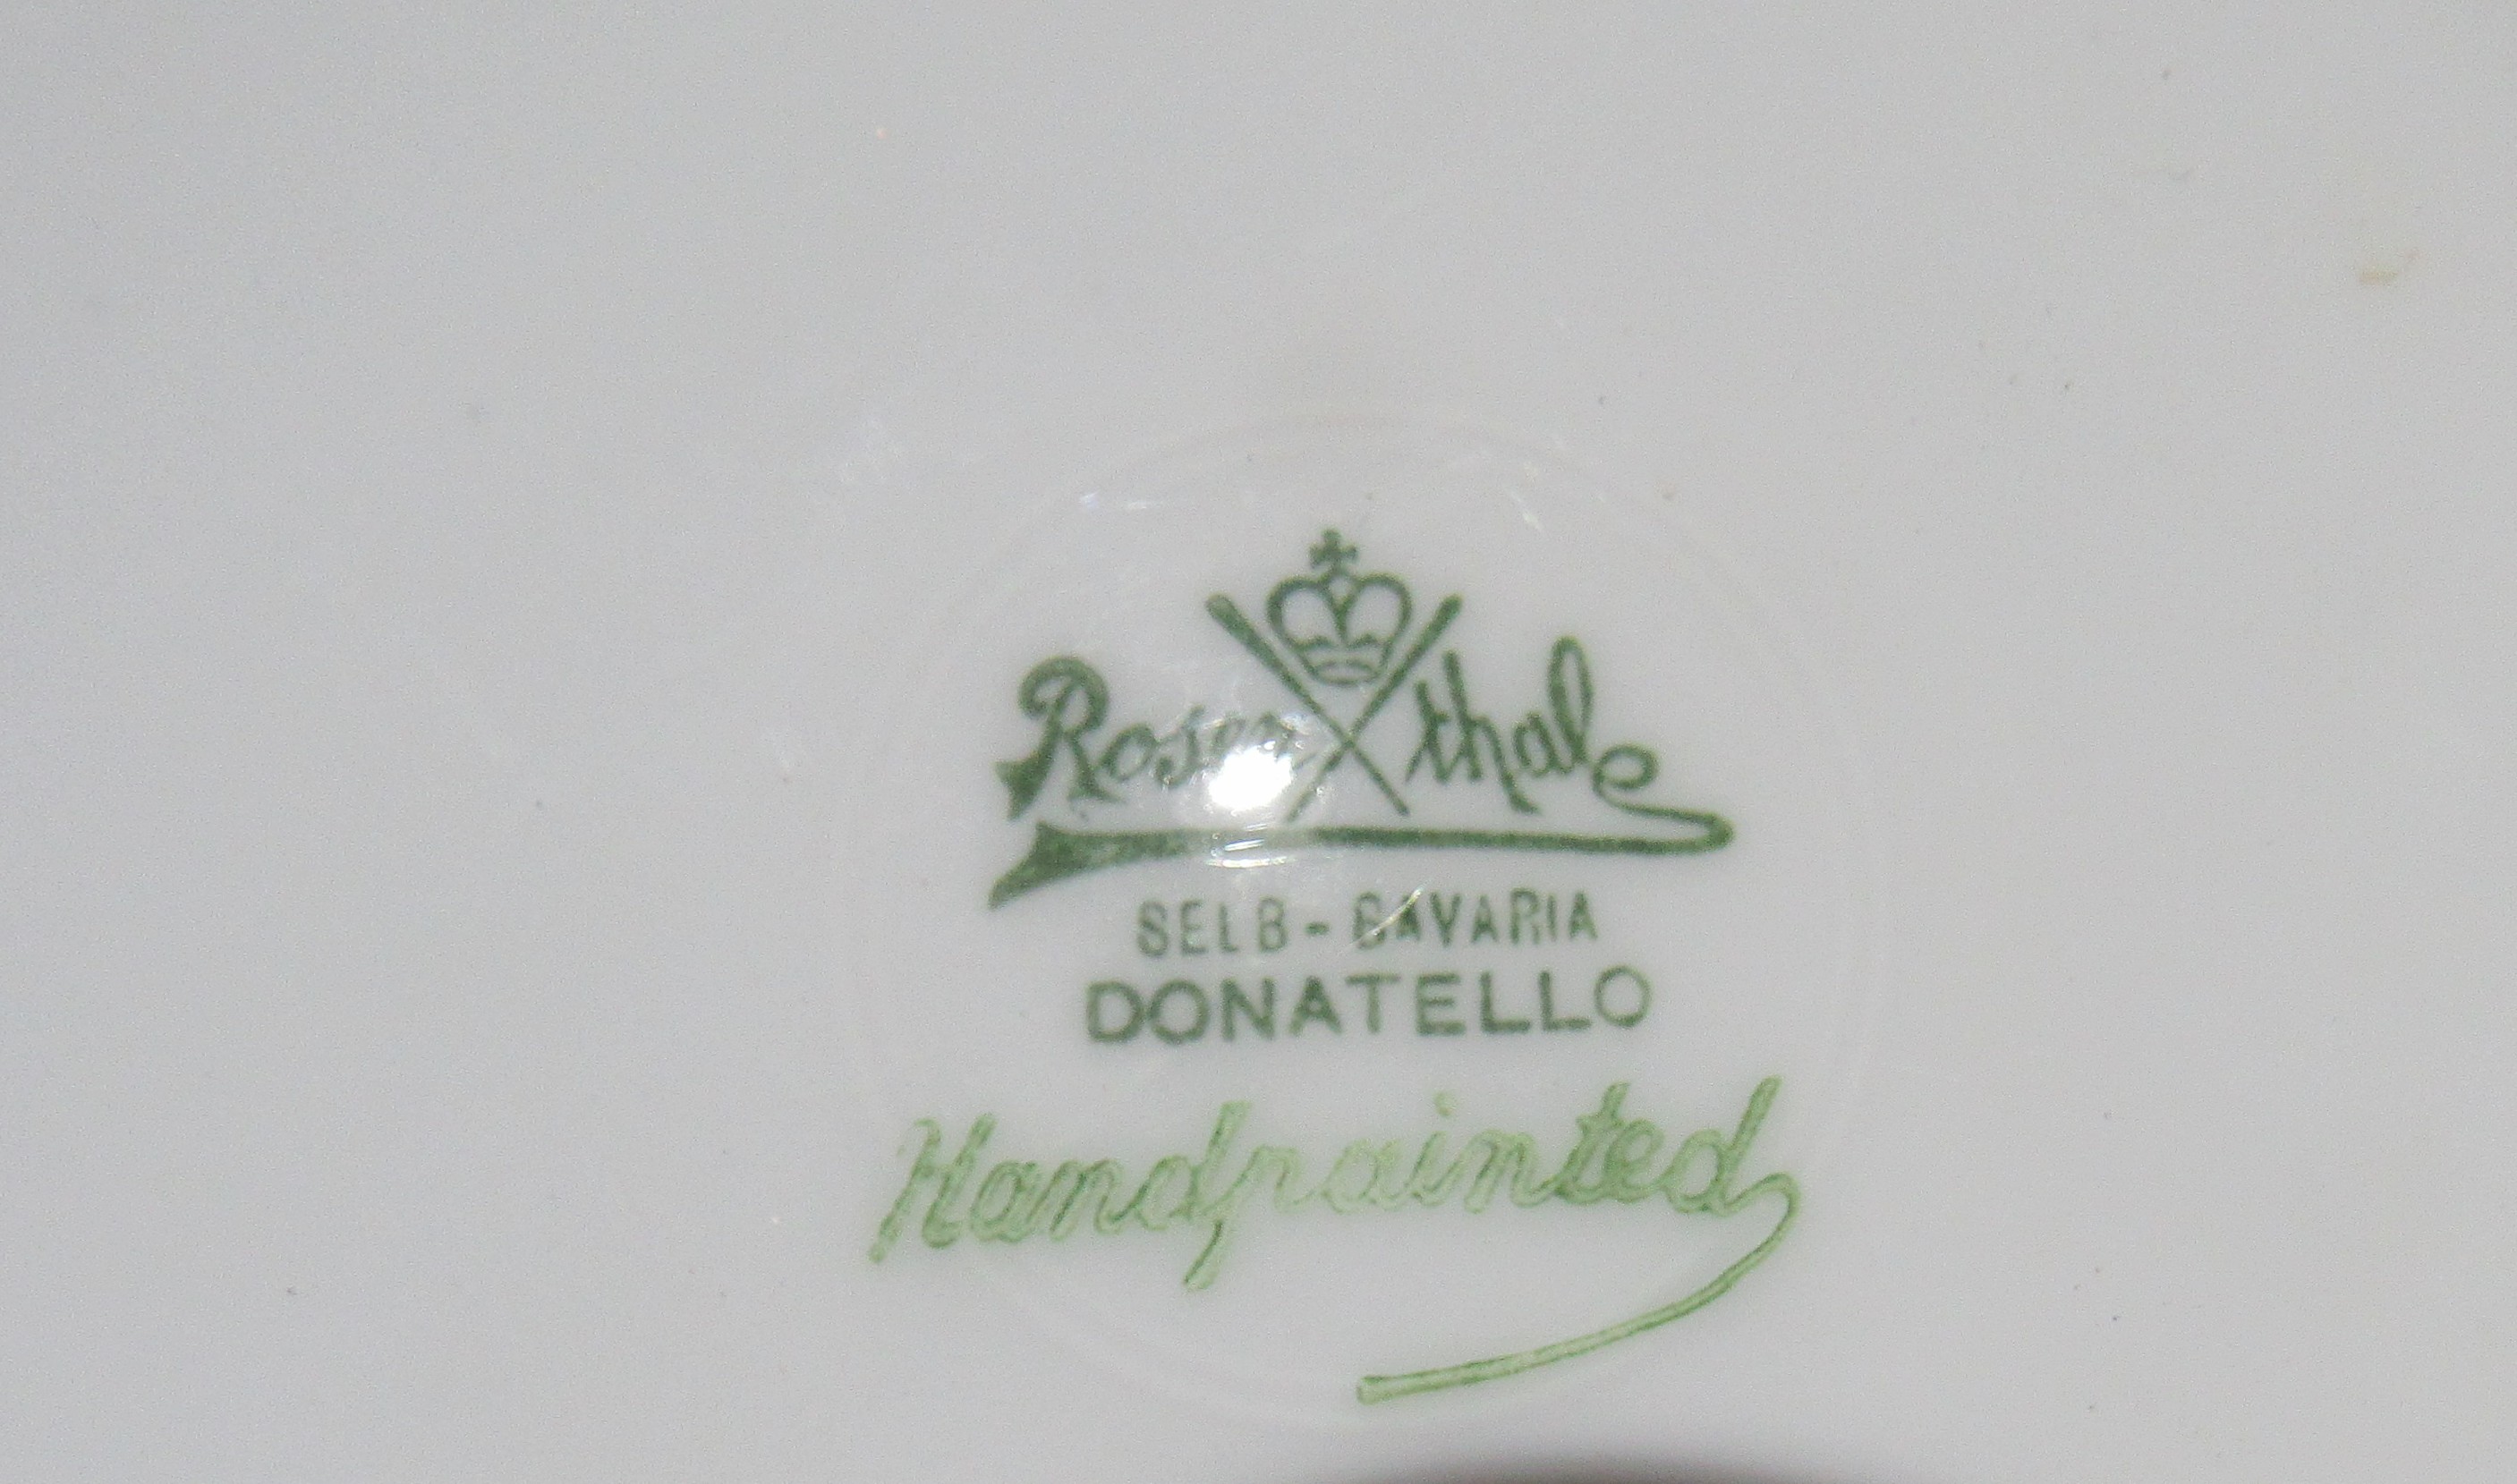 Rosenthal
SELB - BAVARIA
DONATELLO
Handpainted